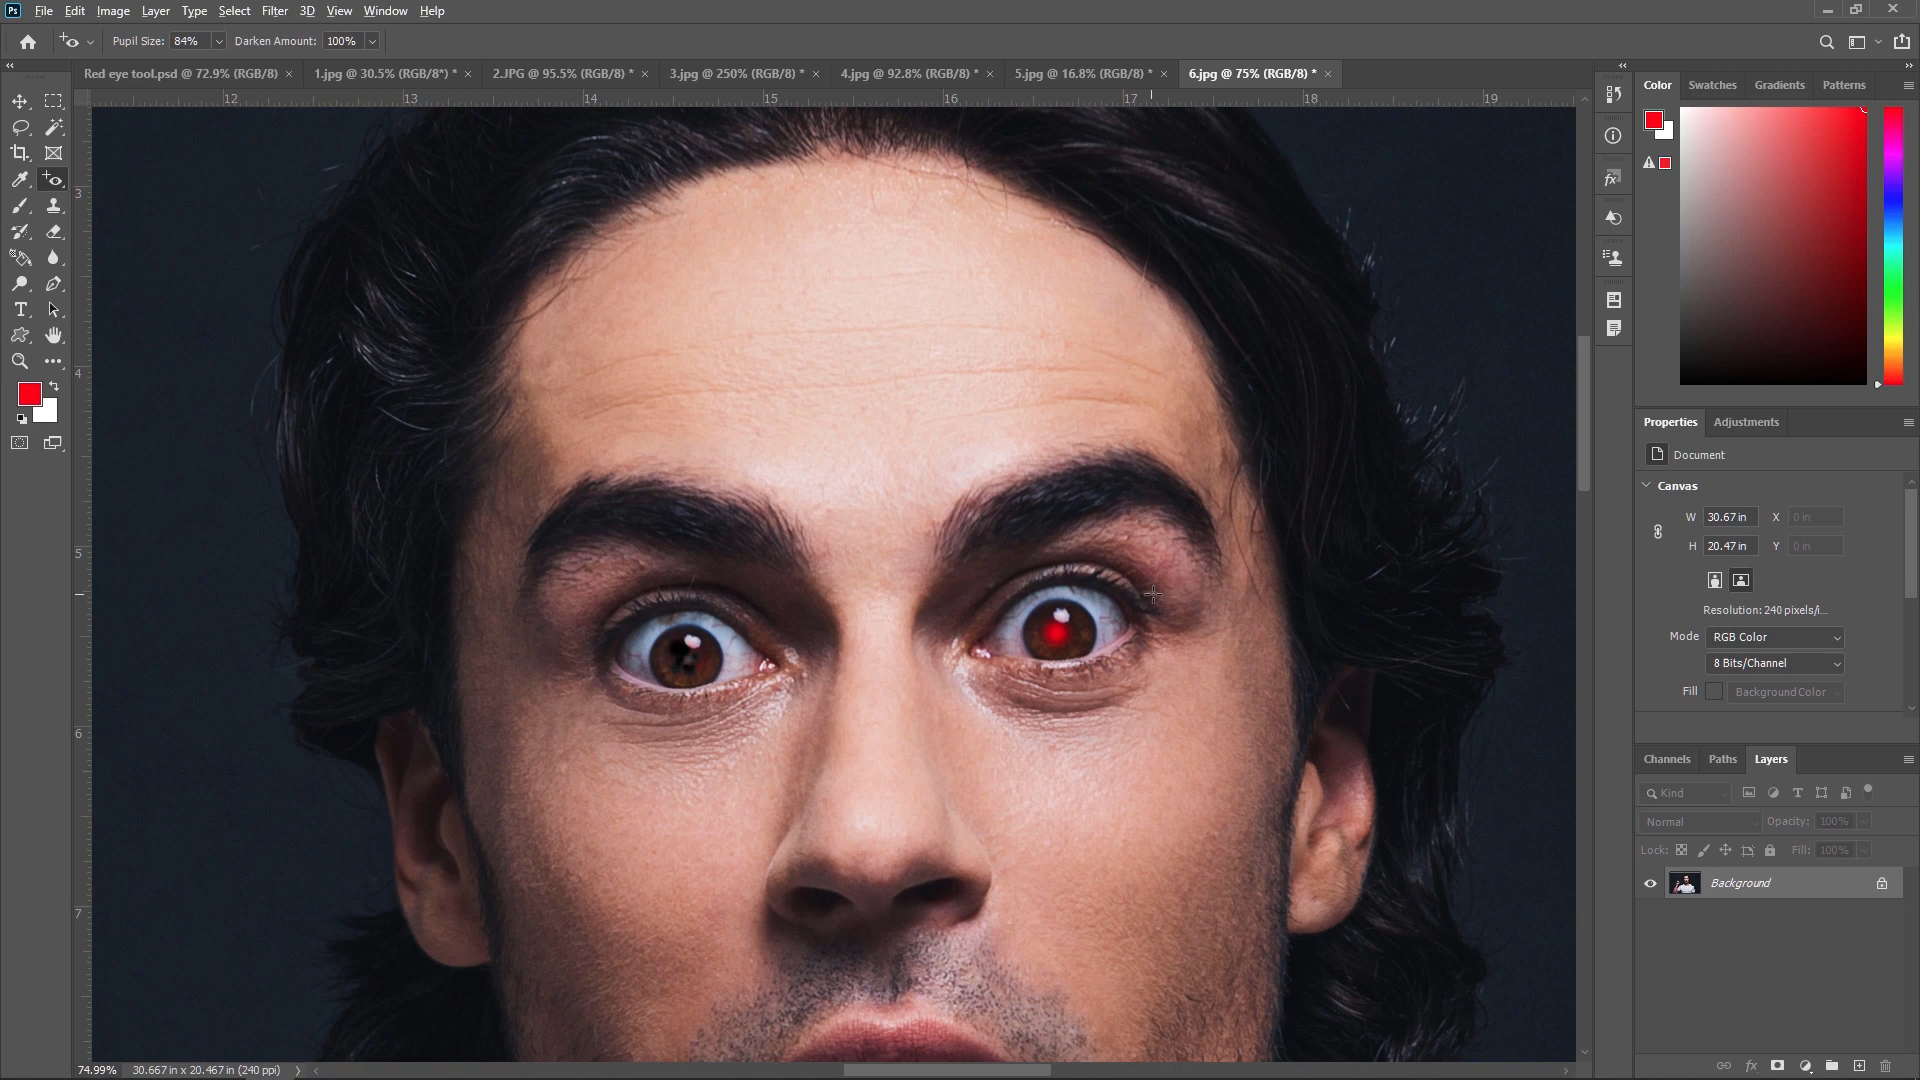 Ps File Edit Image Layer Type Select Filter 3D View Window Help
Pupil Size: 84% Darken Amount: 100%
Red eye tool.psd @ 72.9% (RGB/8) × 1.jpg @ 30.5% (RGB/8*) * × 2.JPG @ 95.5% (RGB/8) * × 3.jpg @ 250% (RGB/8) * × 4.jpg @ 92.8% (RGB/8) * × 5.jpg @ 16.8% (RGB/8) * × 6.jpg @ 75% (RGB/8) * ×
12 13 14 15 16 17 18 19
3
4
5
6
7
Color Swatches Gradients Patterns
Properties Adjustments
Document
Canvas
W 30.67 in X 0 in
H 20.47 in Y 0 in
Resolution: 240 pixels/i...
Mode RGB Color
8 Bits/Channel
Fill Background Color
Channels Paths Layers
Kind
Normal Opacity: 100%
Lock: Fill: 100%
Background
fx
74.99% 30.667 in x 20.467 in (240 ppi)